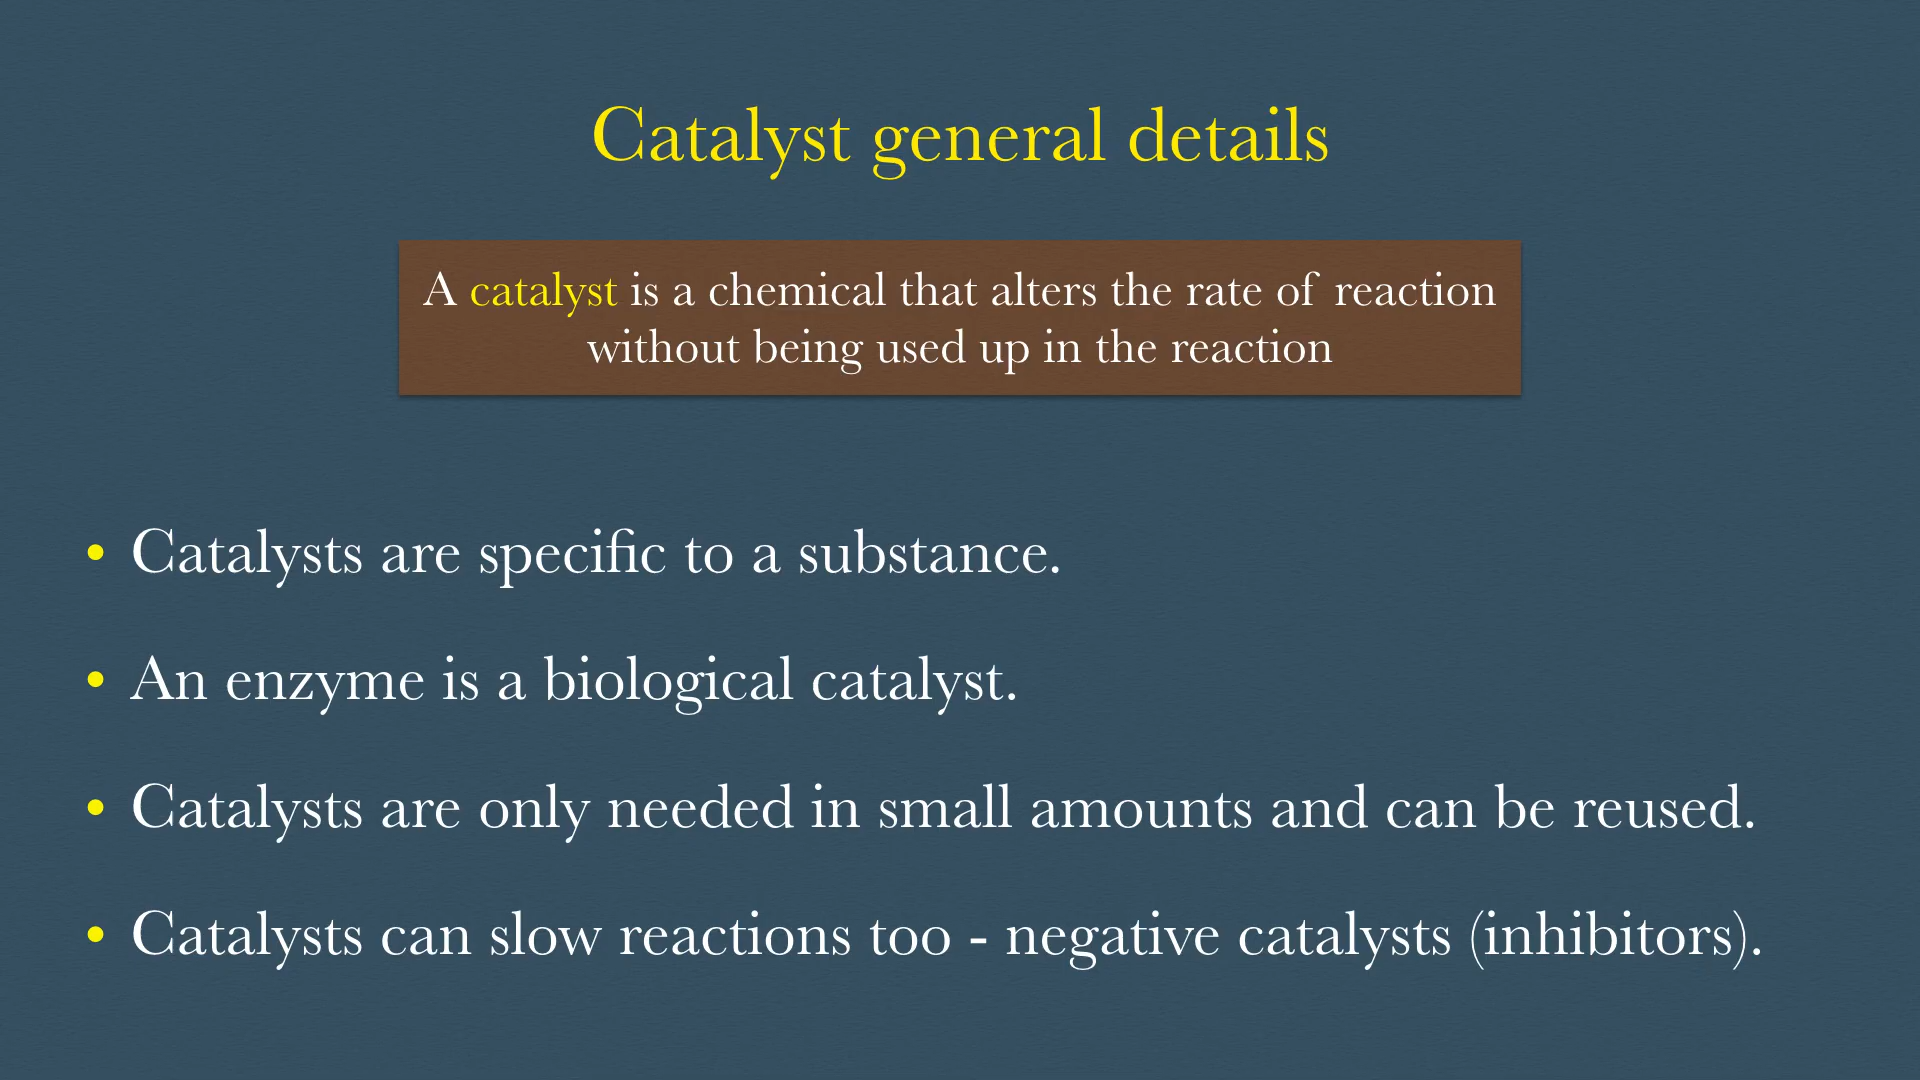 Catalyst general details
A catalyst is a chemical that alters the rate of reaction
without being used up in the reaction
• Catalysts are specific to a substance.
• An enzyme is a biological catalyst.
• Catalysts are only needed in small amounts and can be reused.
• Catalysts can slow reactions too - negative catalysts (inhibitors).